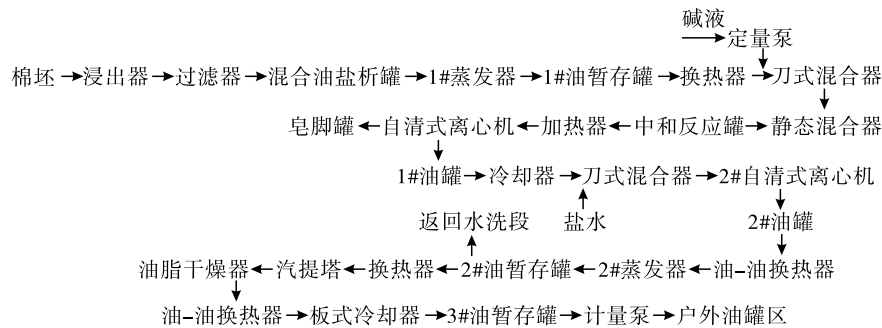 碱液
定量泵
棉坯→浸出器→过滤器→混合油盐析罐→1#蒸发器→1#油暂存罐→换热器→刀式混合器
皂脚罐←自清式离心机←加热器←中和反应罐←静态混合器
1#油罐→冷却器→刀式混合器→2#自清式离心机
返回水洗段 盐水 2#油罐
油脂干燥器←汽提塔←换热器←2#油暂存罐←2#蒸发器←油-油换热器
油-油换热器→板式冷却器→3#油暂存罐→计量泵→户外油罐区